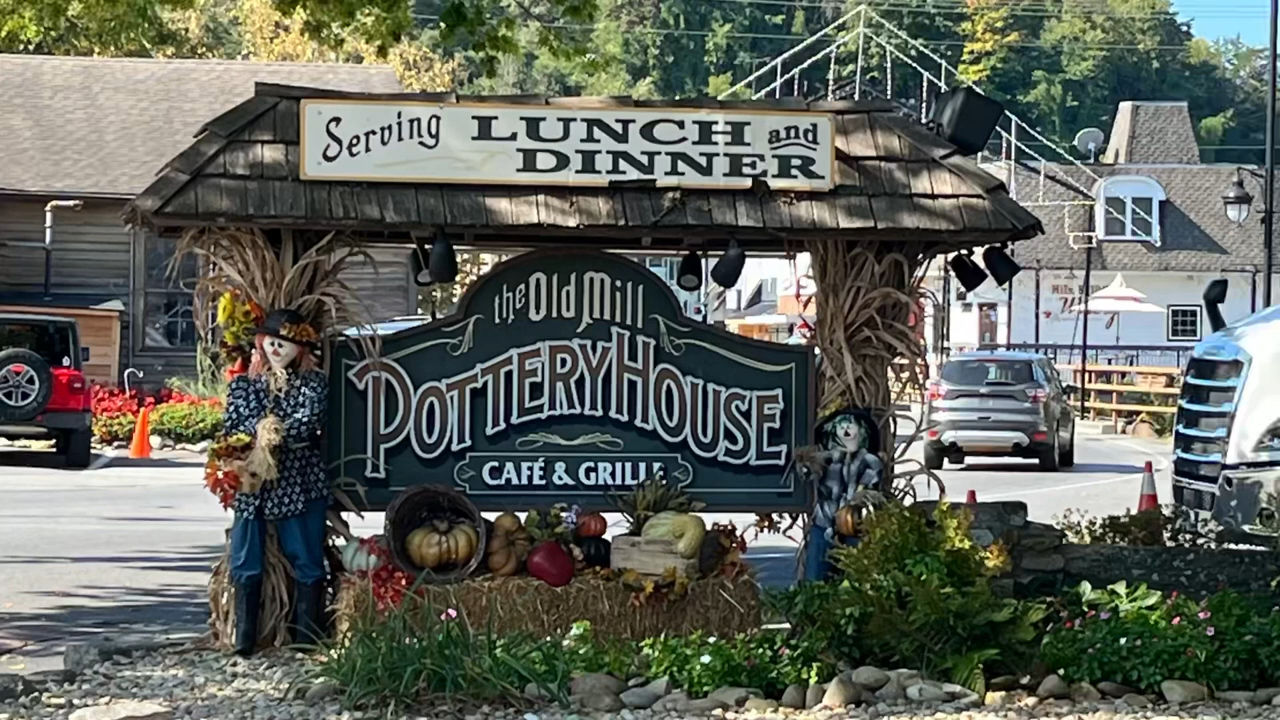 Serving LUNCH and
DINNER
the Old Mill
POTTERYHOUSE
CAFÉ & GRILLE